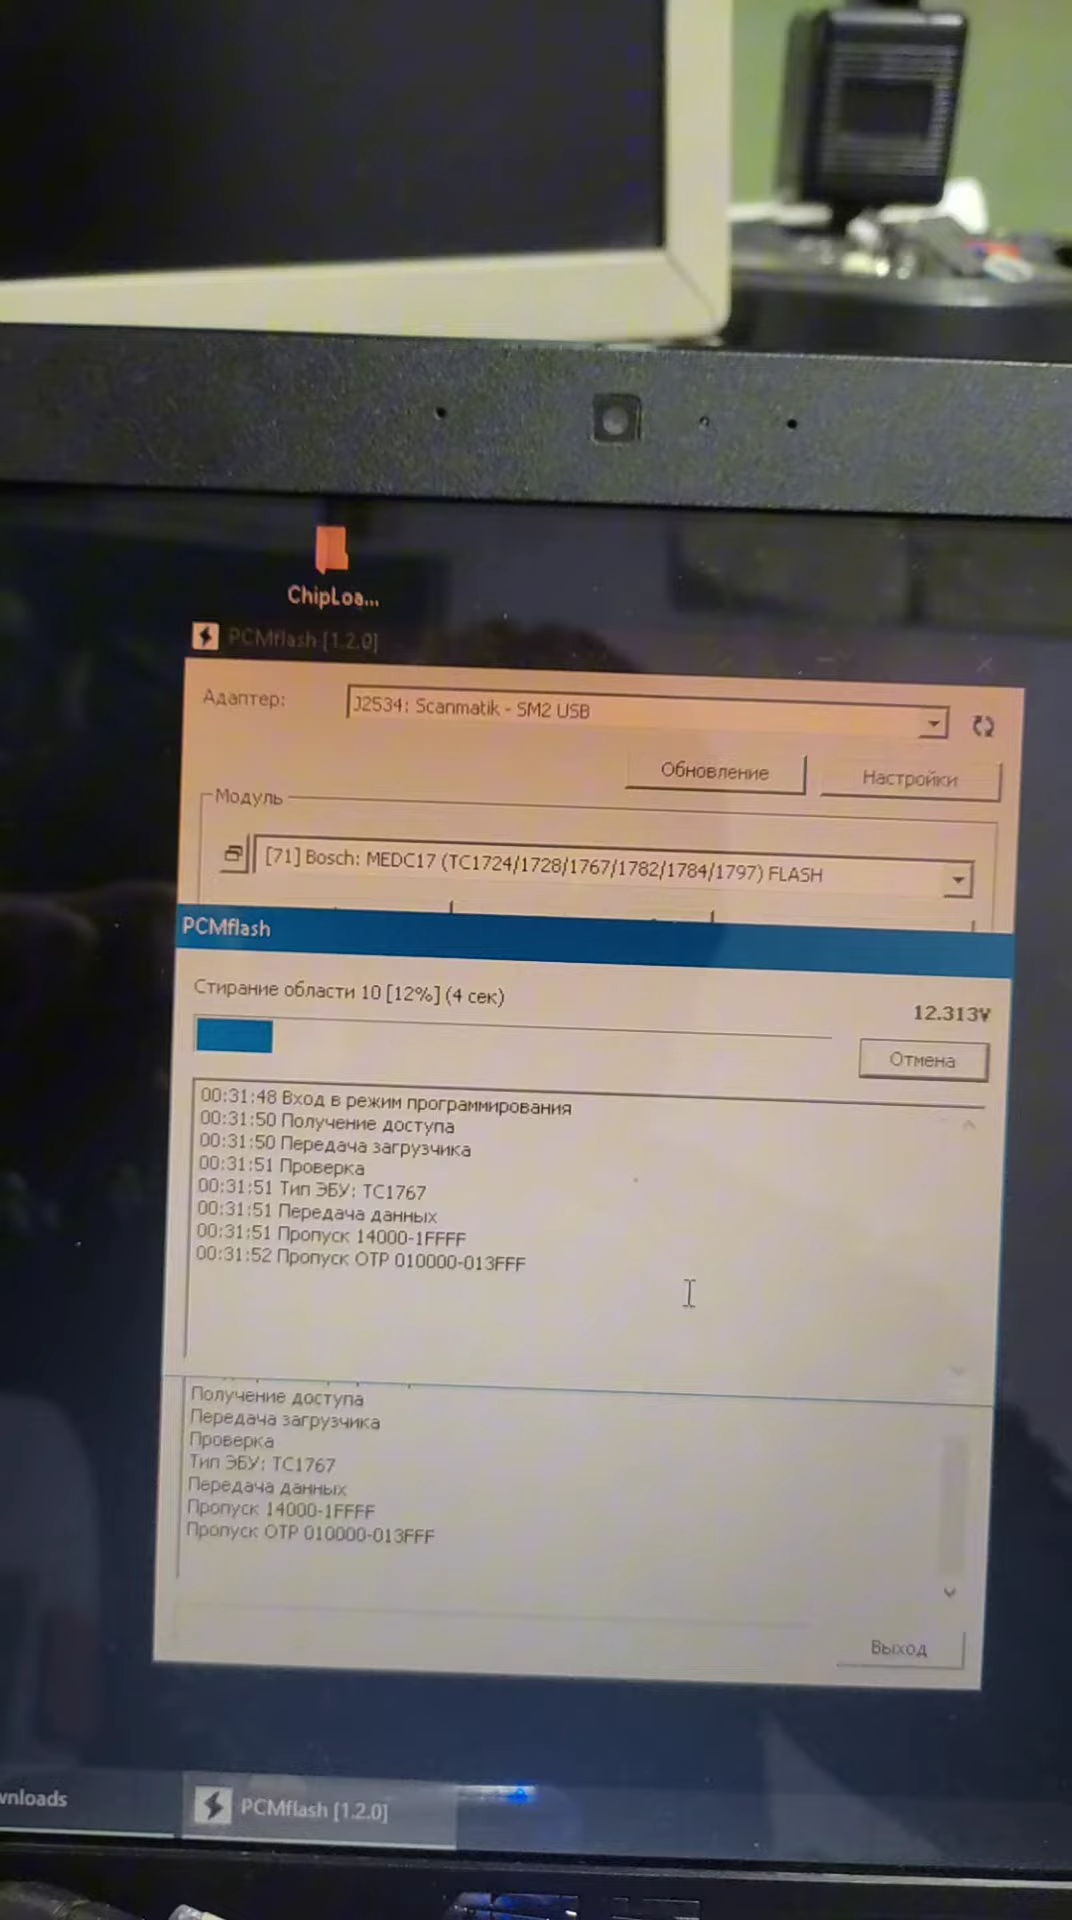 ChipLoa...
PCMflash [1.2.0]
Адаптер:
J2534: Scanmatik - SM2 USB
Обновление
Настройки
Модуль
[71] Bosch: MEDC17 (TC1724/1728/1767/1782/1784/1797) FLASH
PCMflash
Стирание области 10 [12%] (4 сек)
12.313V
Отмена
00:31:48 Вход в режим программирования
00:31:50 Получение доступа
00:31:50 Передача загрузчика
00:31:51 Проверка
00:31:51 Тип ЭБУ: TC1767
00:31:51 Передача данных
00:31:51 Пропуск 14000-1FFFF
00:31:52 Пропуск OTP 010000-013FFF
Получение доступа
Передача загрузчика
Проверка
Тип ЭБУ: TC1767
Передача данных
Пропуск 14000-1FFFF
Пропуск OTP 010000-013FFF
Выход
wnloads
PCMflash [1.2.0]